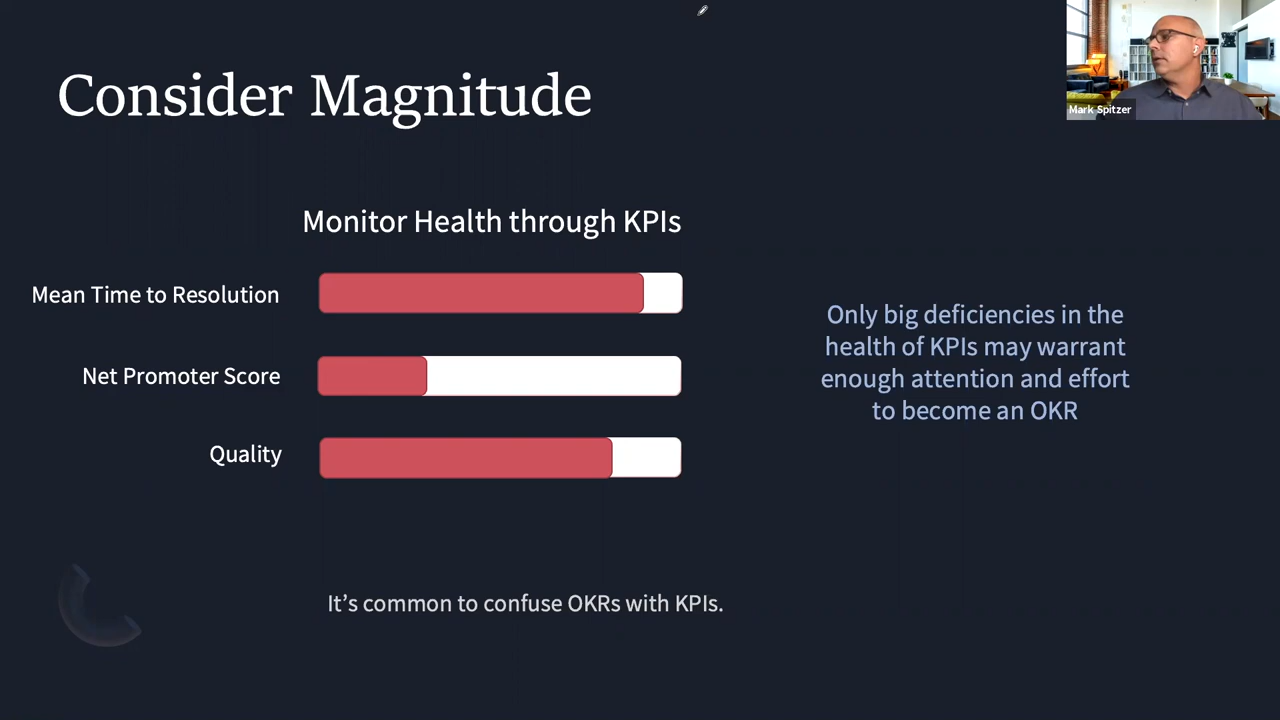 Consider Magnitude
Mark Spitzer
Monitor Health through KPIs
Mean Time to Resolution
Net Promoter Score
Quality
Only big deficiencies in the
health of KPIs may warrant
enough attention and effort
to become an OKR
It’s common to confuse OKRs with KPIs.